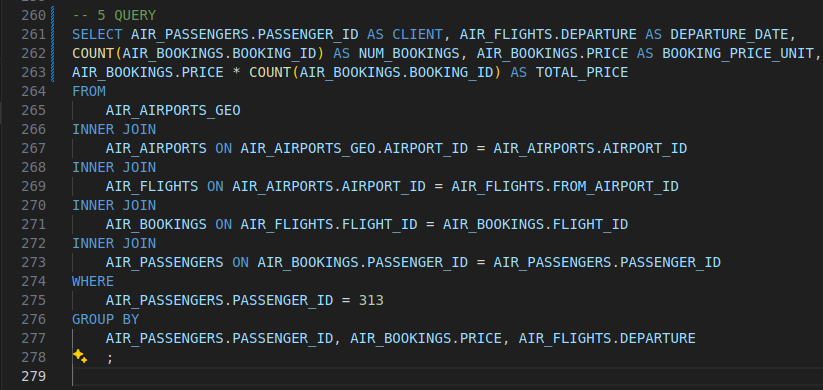 260 -- 5 QUERY
261 SELECT AIR_PASSENGERS.PASSENGER_ID AS CLIENT, AIR_FLIGHTS.DEPARTURE AS DEPARTURE_DATE,
262 COUNT(AIR_BOOKINGS.BOOKING_ID) AS NUM_BOOKINGS, AIR_BOOKINGS.PRICE AS BOOKING_PRICE_UNIT,
263 AIR_BOOKINGS.PRICE * COUNT(AIR_BOOKINGS.BOOKING_ID) AS TOTAL_PRICE
264 FROM
265     AIR_AIRPORTS_GEO
266 INNER JOIN
267     AIR_AIRPORTS ON AIR_AIRPORTS_GEO.AIRPORT_ID = AIR_AIRPORTS.AIRPORT_ID
268 INNER JOIN
269     AIR_FLIGHTS ON AIR_AIRPORTS.AIRPORT_ID = AIR_FLIGHTS.FROM_AIRPORT_ID
270 INNER JOIN
271     AIR_BOOKINGS ON AIR_FLIGHTS.FLIGHT_ID = AIR_BOOKINGS.FLIGHT_ID
272 INNER JOIN
273     AIR_PASSENGERS ON AIR_BOOKINGS.PASSENGER_ID = AIR_PASSENGERS.PASSENGER_ID
274 WHERE
275     AIR_PASSENGERS.PASSENGER_ID = 313
276 GROUP BY
277     AIR_PASSENGERS.PASSENGER_ID, AIR_BOOKINGS.PRICE, AIR_FLIGHTS.DEPARTURE
278     ;
279